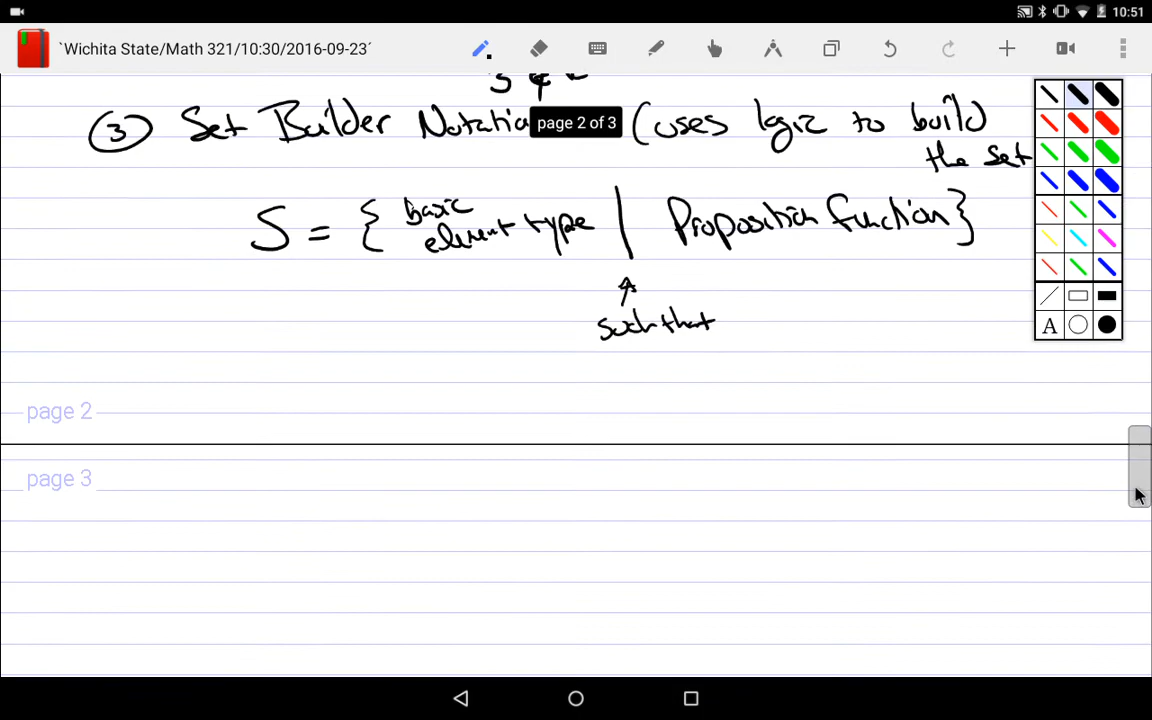 10:51
`Wichita State/Math 321/10:30/2016-09-23´
③ Set Builder Notatio (uses logic to build
the set
page 2 of 3
S = { basic element type | Proposition function }
such that
A
page 2
page 3